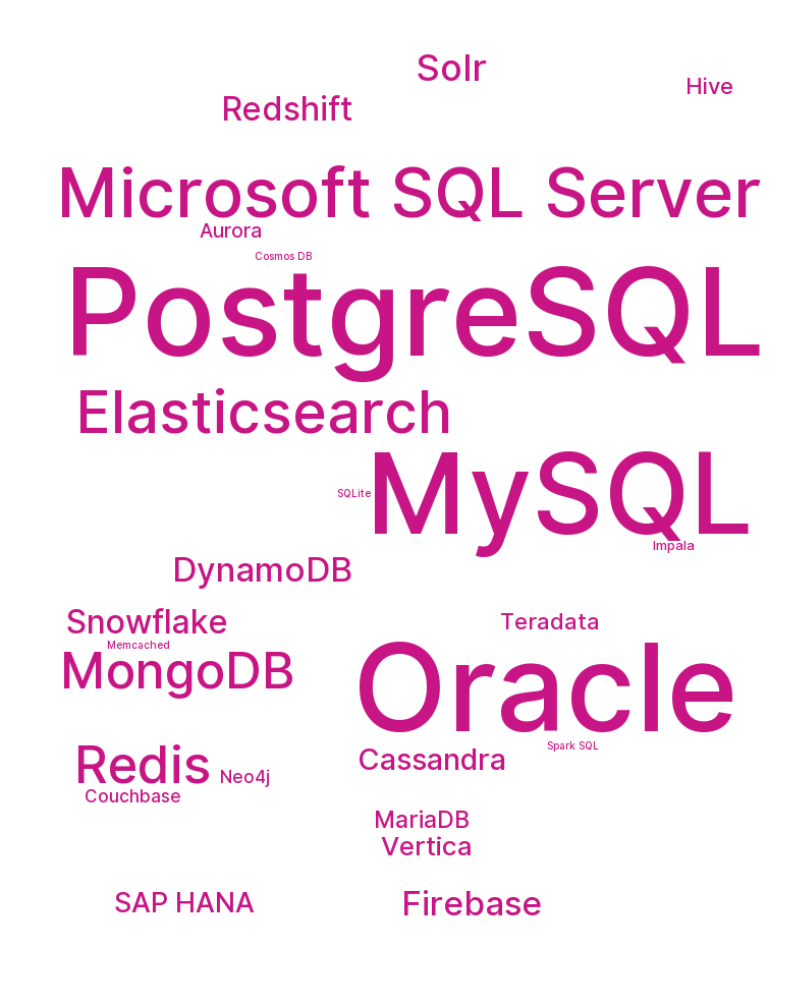 Solr
Hive
Redshift
Microsoft SQL Server
Aurora
Cosmos DB
PostgreSQL
Elasticsearch
MySQL
SQLite
Impala
DynamoDB
Snowflake
Teradata
Memcached
MongoDB
Oracle
Spark SQL
Redis
Cassandra
Neo4j
Couchbase
MariaDB
Vertica
SAP HANA
Firebase